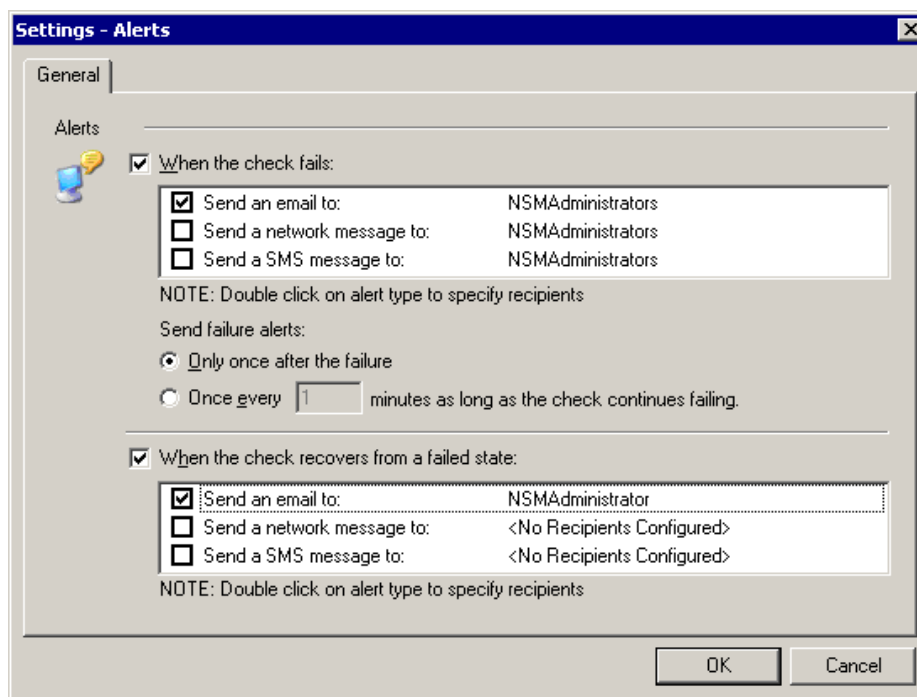 Settings - Alerts
General
Alerts
When the check fails:
Send an email to: NSMAdministrators
Send a network message to: NSMAdministrators
Send a SMS message to: NSMAdministrators
NOTE: Double click on alert type to specify recipients
Send failure alerts:
Only once after the failure
Once every 1 minutes as long as the check continues failing.
When the check recovers from a failed state:
Send an email to: NSMAdministrator
Send a network message to: <No Recipients Configured>
Send a SMS message to: <No Recipients Configured>
NOTE: Double click on alert type to specify recipients
OK Cancel